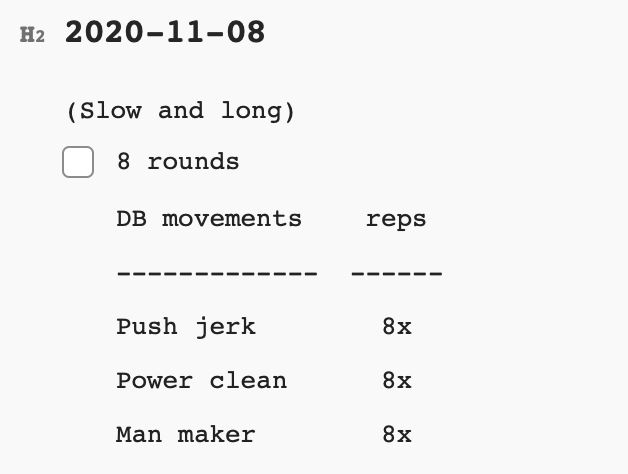 H2 2020-11-08
(Slow and long)
8 rounds
DB movements reps
------------- ------
Push jerk 8x
Power clean 8x
Man maker 8x